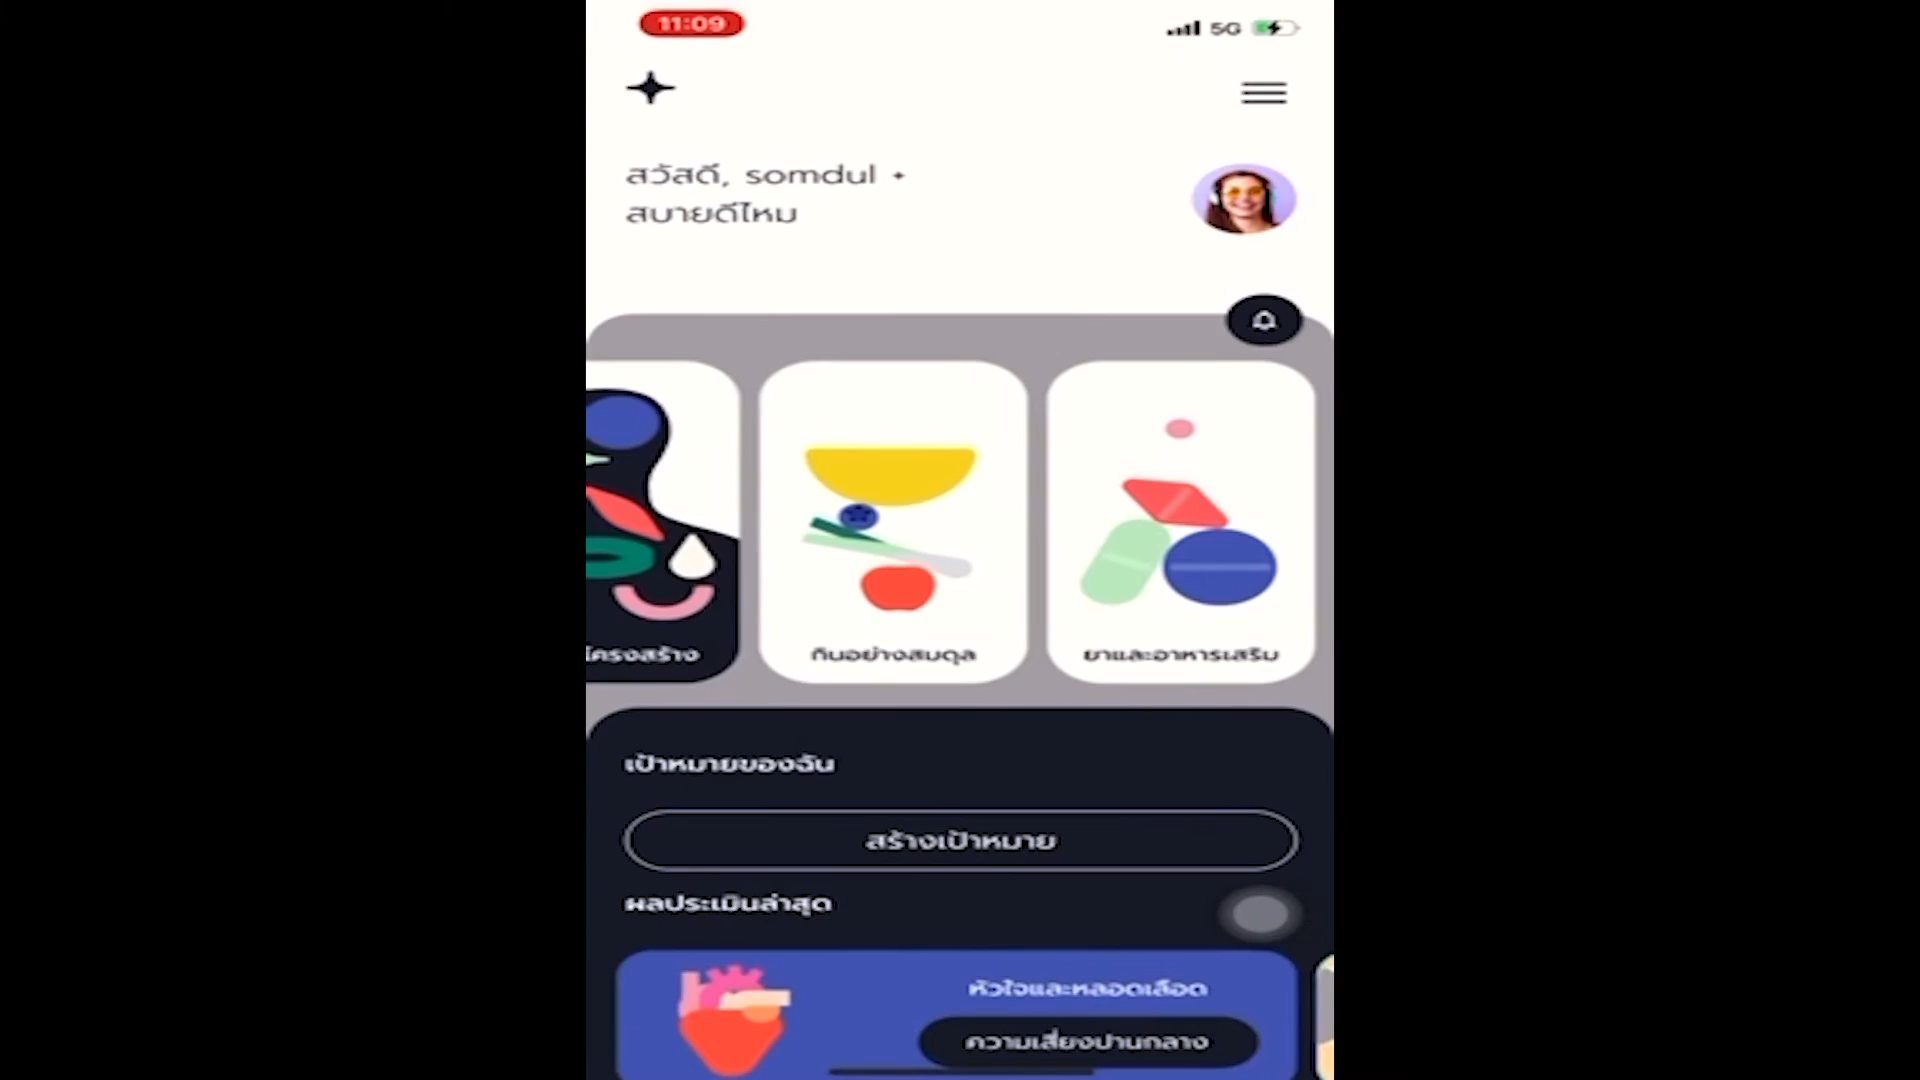 11:09
5G
สวัสดี, somdul
สบายดีไหม
โครงสร้าง
กินอย่างสมดุล
ยาและอาหารเสริม
เป้าหมายของฉัน
สร้างเป้าหมาย
ผลประเมินล่าสุด
หัวใจและหลอดเลือด
ความเสี่ยงปานกลาง